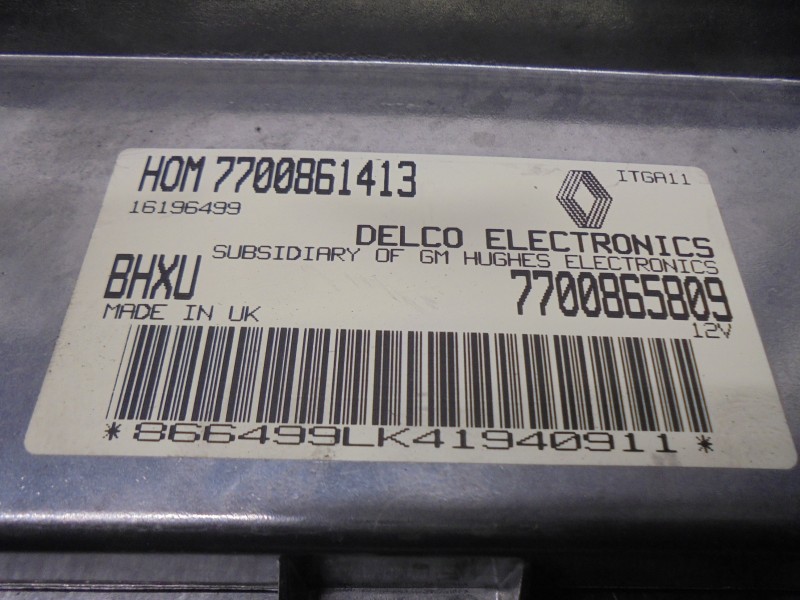 HOM 7700861413
ITGA11
16196499
DELCO ELECTRONICS
SUBSIDIARY OF GM HUGHES ELECTRONICS
BHXU
7700865809
MADE IN UK
12V
*866499LK41940911*